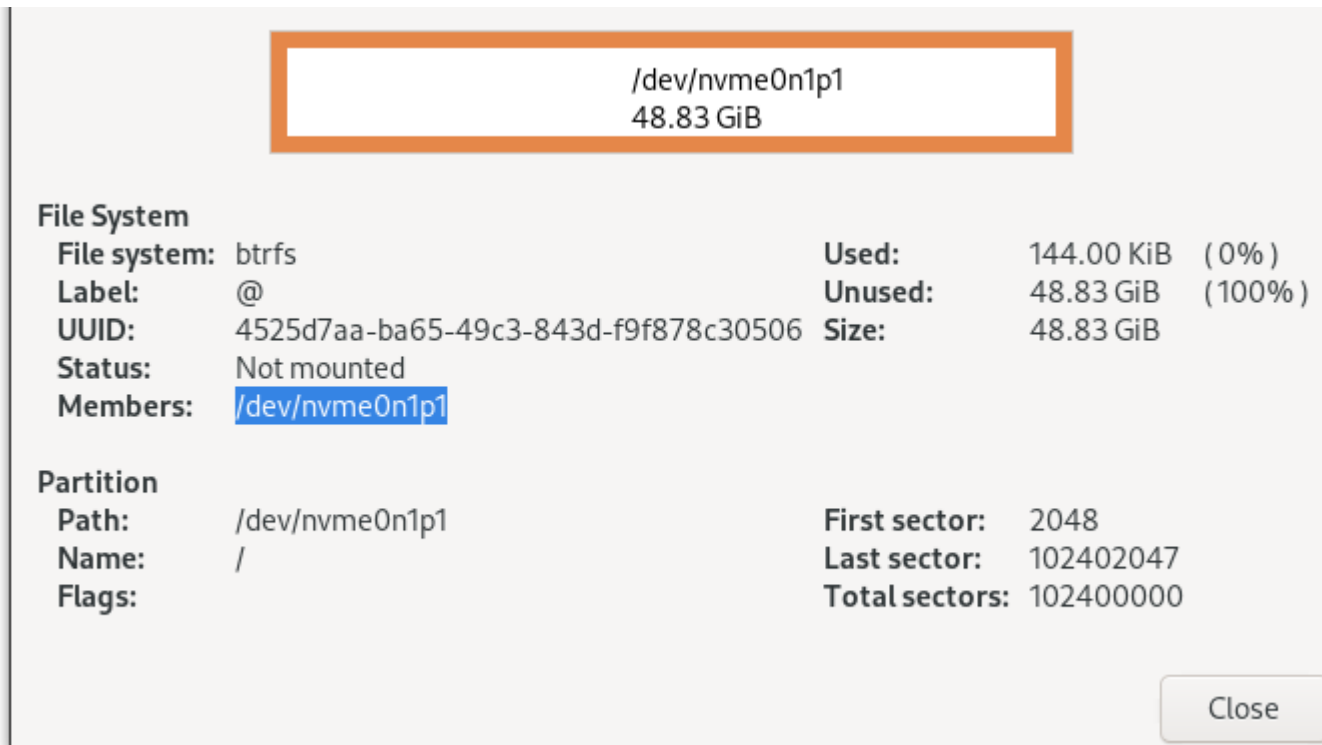 /dev/nvme0n1p1
48.83 GiB
File System
File system: btrfs Used: 144.00 KiB ( 0% )
Label: @ Unused: 48.83 GiB ( 100% )
UUID: 4525d7aa-ba65-49c3-843d-f9f878c30506 Size: 48.83 GiB
Status: Not mounted
Members: /dev/nvme0n1p1
Partition
Path: /dev/nvme0n1p1 First sector: 2048
Name: / Last sector: 102402047
Flags: Total sectors: 102400000
Close